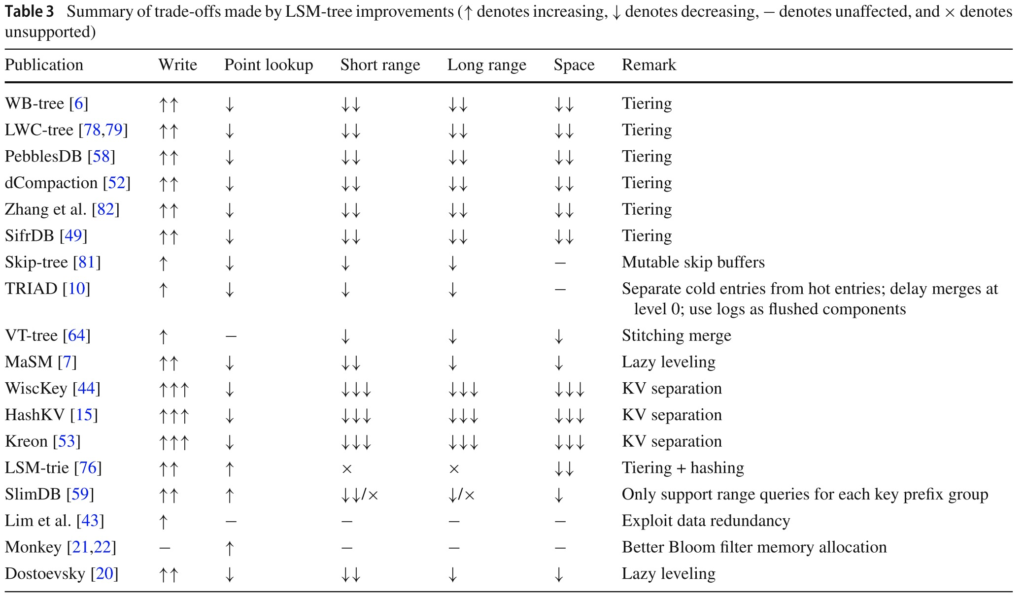 Table 3 Summary of trade-offs made by LSM-tree improvements (↑ denotes increasing, ↓ denotes decreasing, − denotes unaffected, and × denotes
unsupported)
Publication Write Point lookup Short range Long range Space Remark
WB-tree [6] ↑↑ ↓ ↓↓ ↓↓ ↓↓ Tiering
LWC-tree [78,79] ↑↑ ↓ ↓↓ ↓↓ ↓↓ Tiering
PebblesDB [58] ↑↑ ↓ ↓↓ ↓↓ ↓↓ Tiering
dCompaction [52] ↑↑ ↓ ↓↓ ↓↓ ↓↓ Tiering
Zhang et al. [82] ↑↑ ↓ ↓↓ ↓↓ ↓↓ Tiering
SifrDB [49] ↑↑ ↓ ↓↓ ↓↓ ↓↓ Tiering
Skip-tree [81] ↑ ↓ ↓ ↓ − Mutable skip buffers
TRIAD [10] ↑ ↓ ↓ ↓ − Separate cold entries from hot entries; delay merges at
level 0; use logs as flushed components
VT-tree [64] ↑ − ↓ ↓ ↓ Stitching merge
MaSM [7] ↑↑ ↓ ↓↓ ↓ ↓ Lazy leveling
WiscKey [44] ↑↑↑ ↓ ↓↓↓ ↓↓↓ ↓↓↓ KV separation
HashKV [15] ↑↑↑ ↓ ↓↓↓ ↓↓↓ ↓↓↓ KV separation
Kreon [53] ↑↑↑ ↓ ↓↓↓ ↓↓↓ ↓↓↓ KV separation
LSM-trie [76] ↑↑ ↑ × × ↓↓ Tiering + hashing
SlimDB [59] ↑↑ ↑ ↓↓/× ↓/× ↓ Only support range queries for each key prefix group
Lim et al. [43] ↑ − − − − Exploit data redundancy
Monkey [21,22] − ↑ − − − Better Bloom filter memory allocation
Dostoevsky [20] ↑↑ ↓ ↓↓ ↓ ↓ Lazy leveling